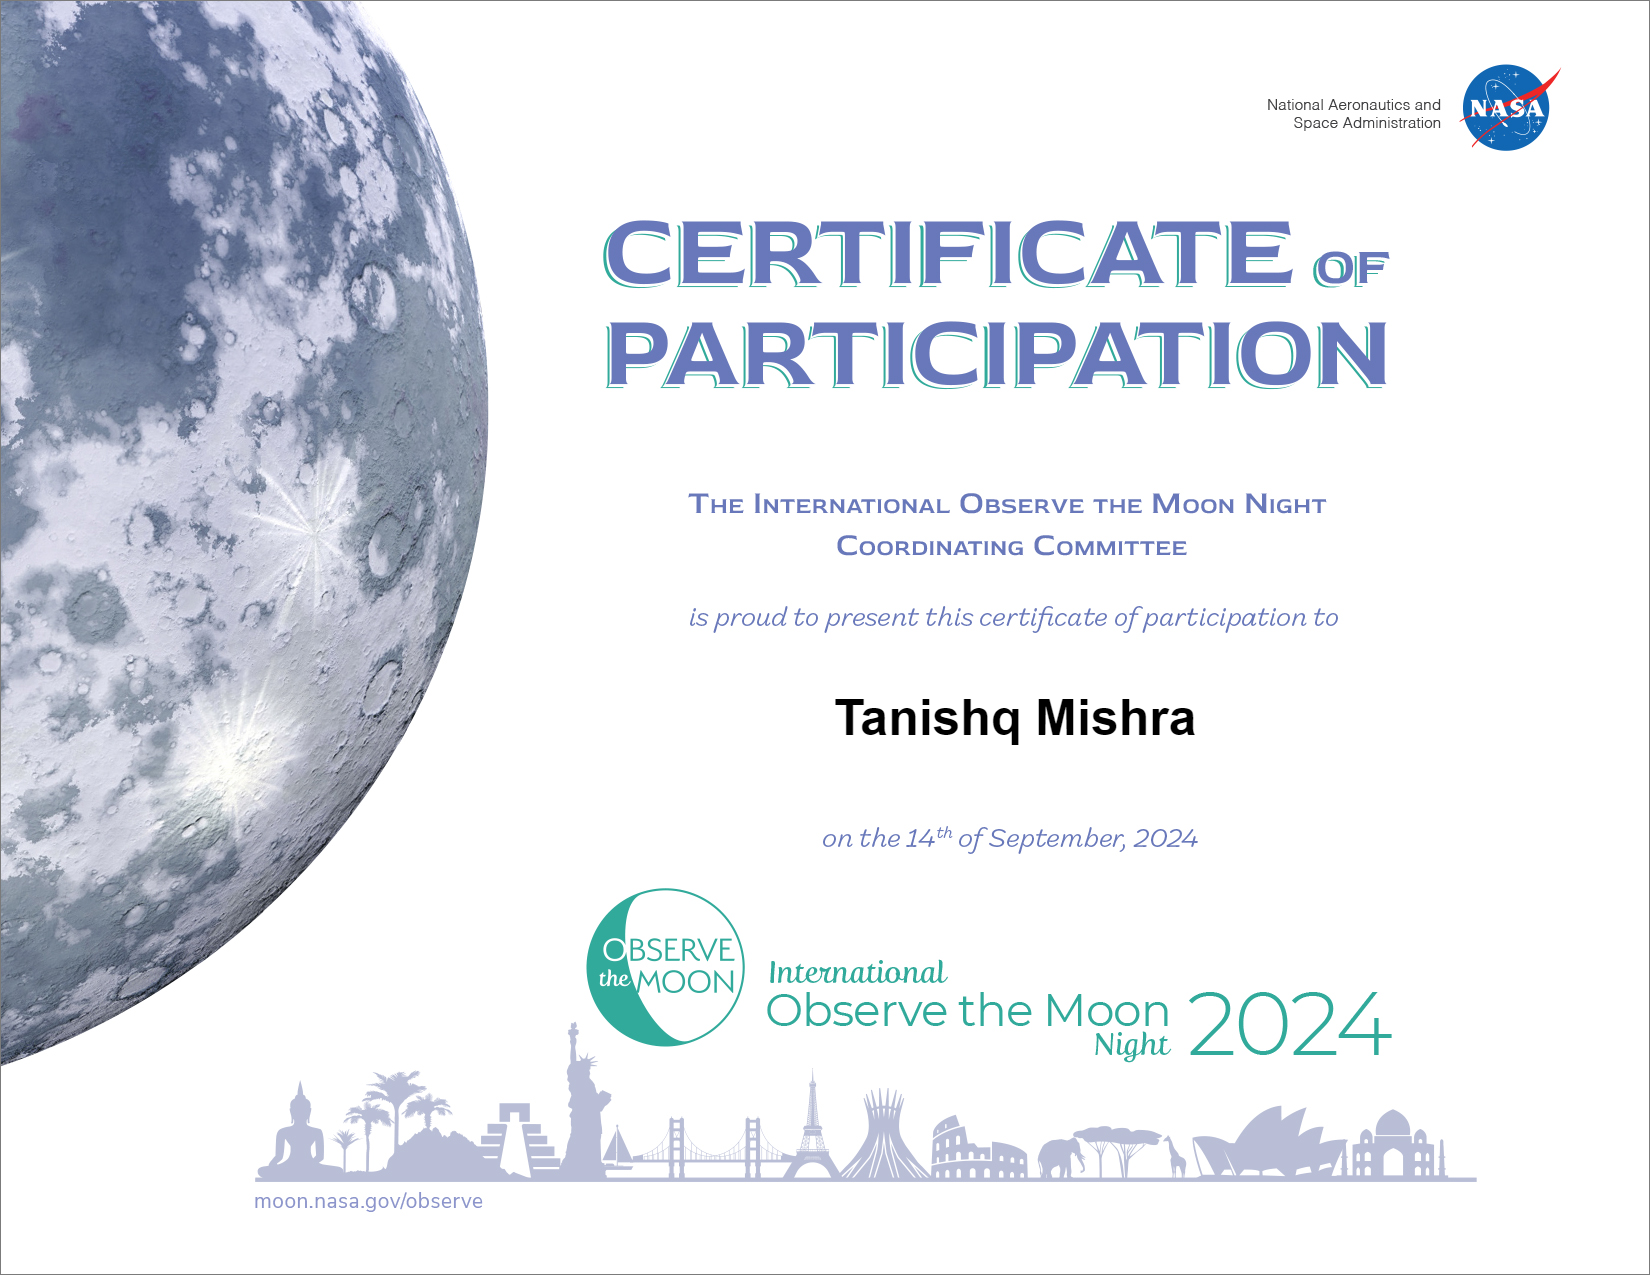 National Aeronautics and
Space Administration
NASA
CERTIFICATE OF
PARTICIPATION
THE INTERNATIONAL OBSERVE THE MOON NIGHT
COORDINATING COMMITTEE
is proud to present this certificate of participation to
Tanishq Mishra
on the 14th of September, 2024
OBSERVE
the MOON
International
Observe the Moon
Night
2024
moon.nasa.gov/observe